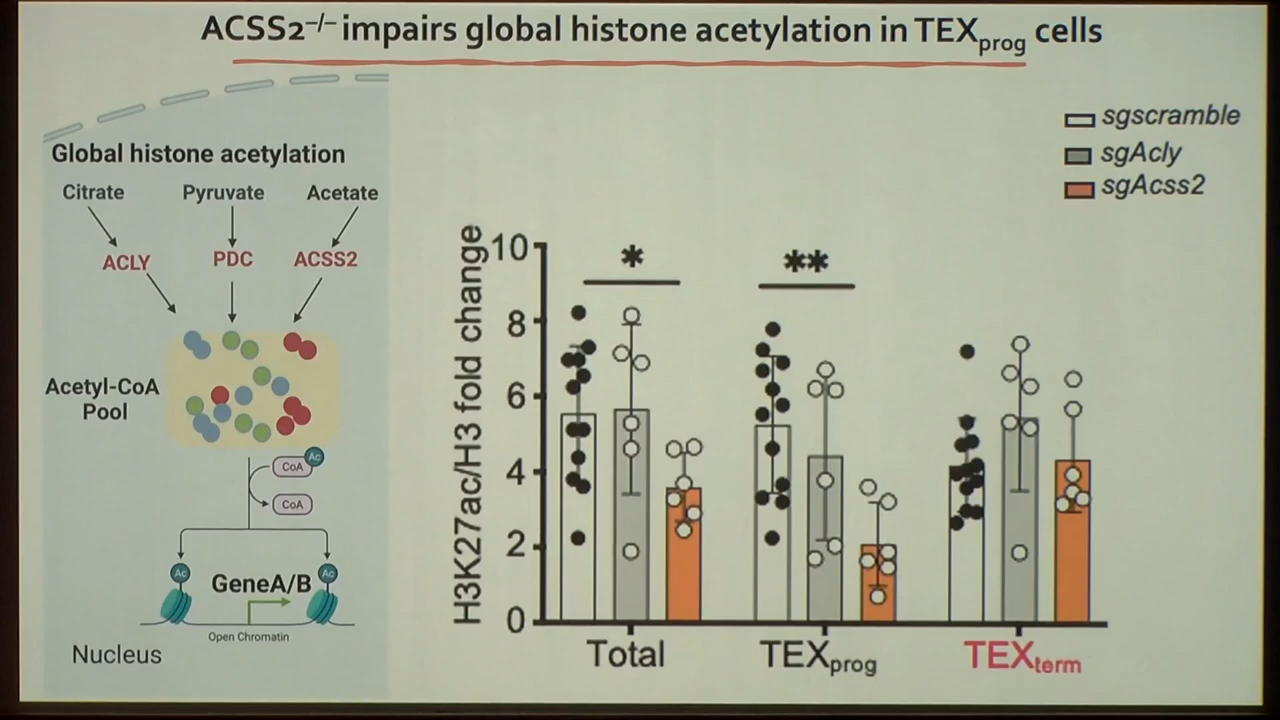 ACSS2–/– impairs global histone acetylation in TEXprog cells
Global histone acetylation
Citrate Pyruvate Acetate
ACLY PDC ACSS2
Acetyl-CoA
Pool
Ac
CoA
CoA
Ac Ac
GeneA/B
Open Chromatin
Nucleus
sgscramble
sgAcly
sgAcss2
H3K27ac/H3 fold change
10
8
6
4
2
0
* **
Total TEXprog TEXterm